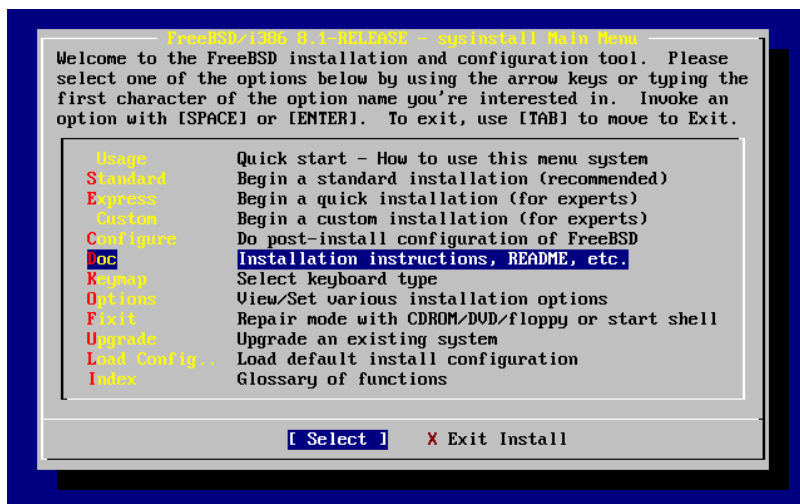 FreeBSD/i386 8.1-RELEASE - sysinstall Main Menu
Welcome to the FreeBSD installation and configuration tool.  Please
select one of the options below by using the arrow keys or typing the
first character of the option name you're interested in.  Invoke an
option with [SPACE] or [ENTER].  To exit, use [TAB] to move to Exit.
Usage Quick start - How to use this menu system
Standard Begin a standard installation (recommended)
Express Begin a quick installation (for experts)
Custom Begin a custom installation (for experts)
Configure Do post-install configuration of FreeBSD
Doc Installation instructions, README, etc.
Keymap Select keyboard type
Options View/Set various installation options
Fixit Repair mode with CDROM/DVD/floppy or start shell
Upgrade Upgrade an existing system
Load Config.. Load default install configuration
Index Glossary of functions
[ Select ] X Exit Install